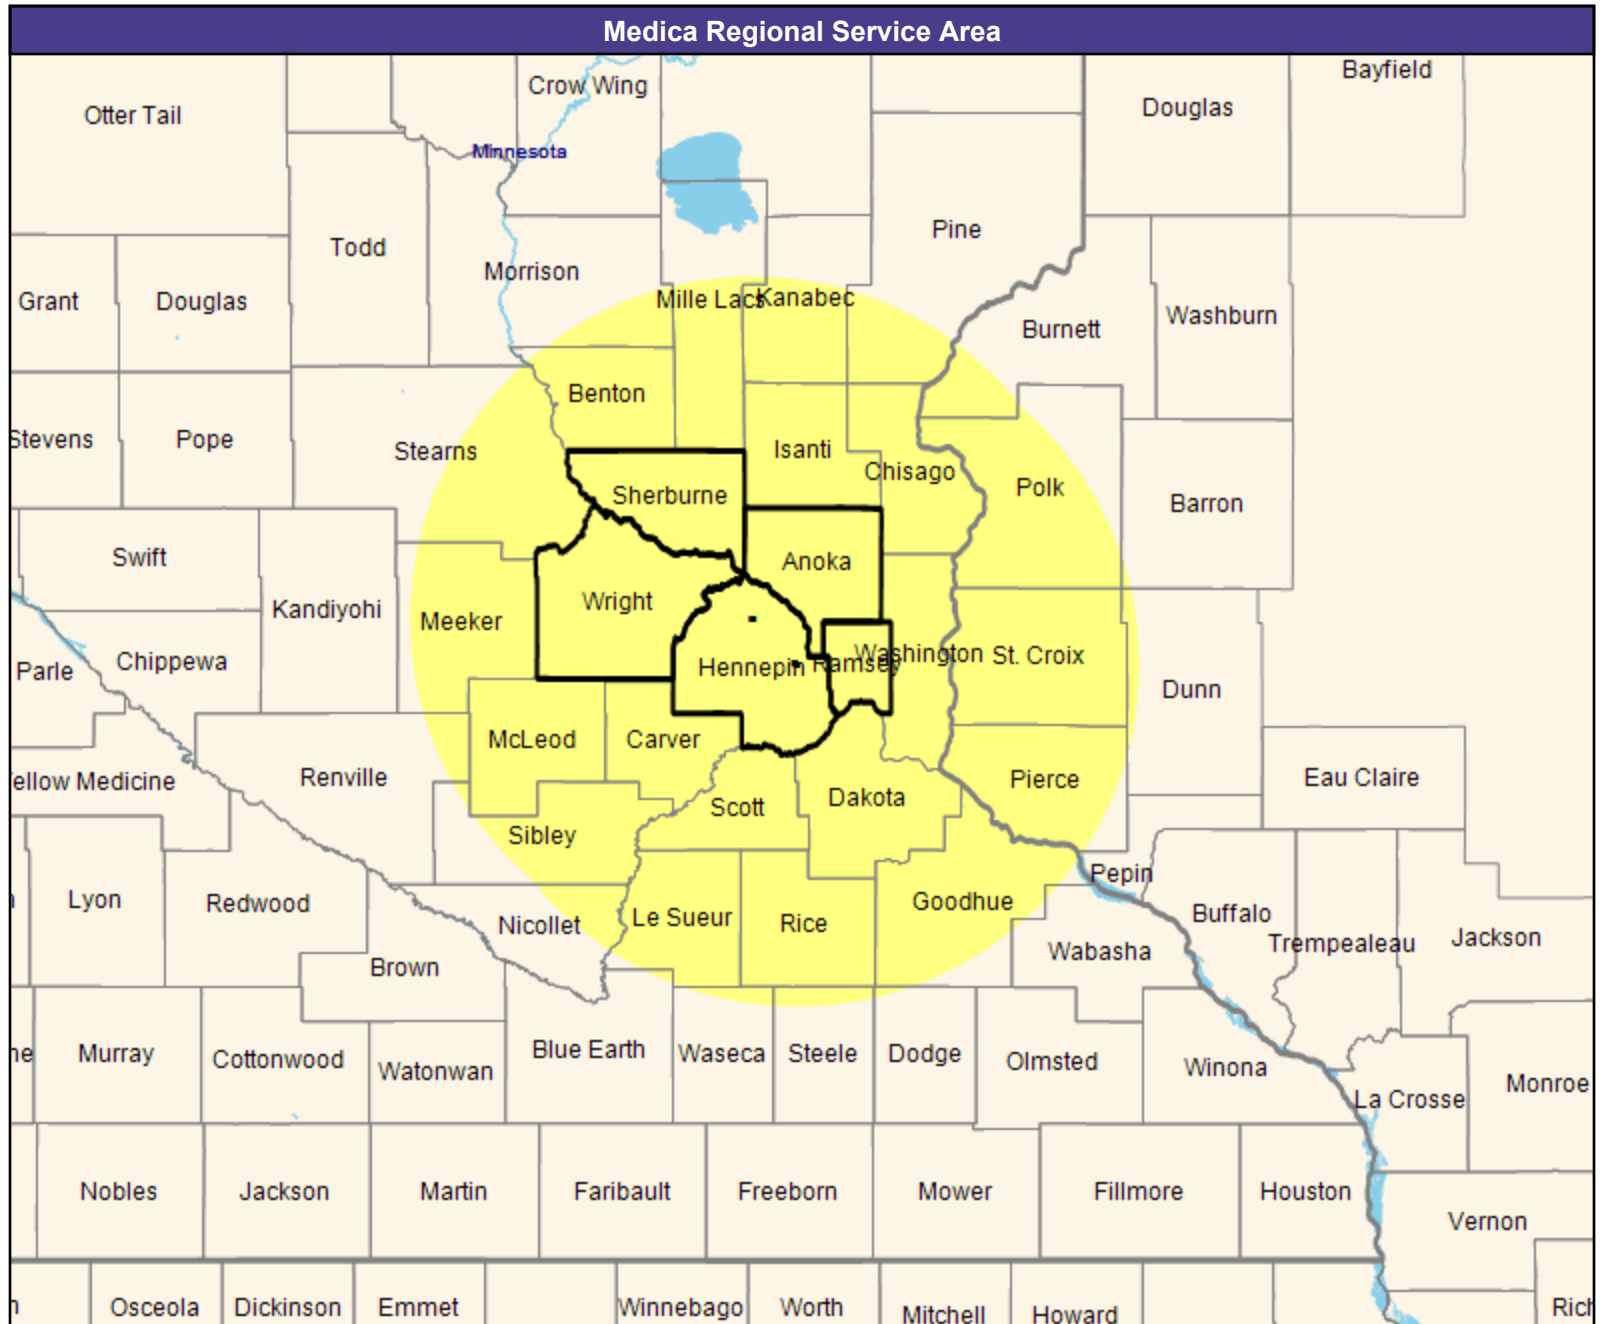 Medica Regional Service Area
Bayfield
Crow Wing
Otter Tail
Douglas
Minnesota
Pine
Todd
Morrison
Grant
Douglas
Mille Lacs
Kanabec
Burnett
Washburn
Benton
Stevens
Pope
Stearns
Isanti
Chisago
Polk
Barron
Sherburne
Swift
Anoka
Kandiyohi
Wright
Meeker
Parle
Chippewa
Hennepin
Ramsey
Washington
St. Croix
Dunn
McLeod
Carver
Renville
Pierce
Eau Claire
ellow Medicine
Scott
Dakota
Sibley
Pepin
Lyon
Redwood
Nicollet
Le Sueur
Rice
Goodhue
Buffalo
Trempealeau
Jackson
Brown
Wabasha
ne
Murray
Cottonwood
Watonwan
Blue Earth
Waseca
Steele
Dodge
Olmsted
Winona
La Crosse
Monroe
Nobles
Jackson
Martin
Faribault
Freeborn
Mower
Fillmore
Houston
Vernon
n
Osceola
Dickinson
Emmet
Winnebago
Worth
Mitchell
Howard
Rich